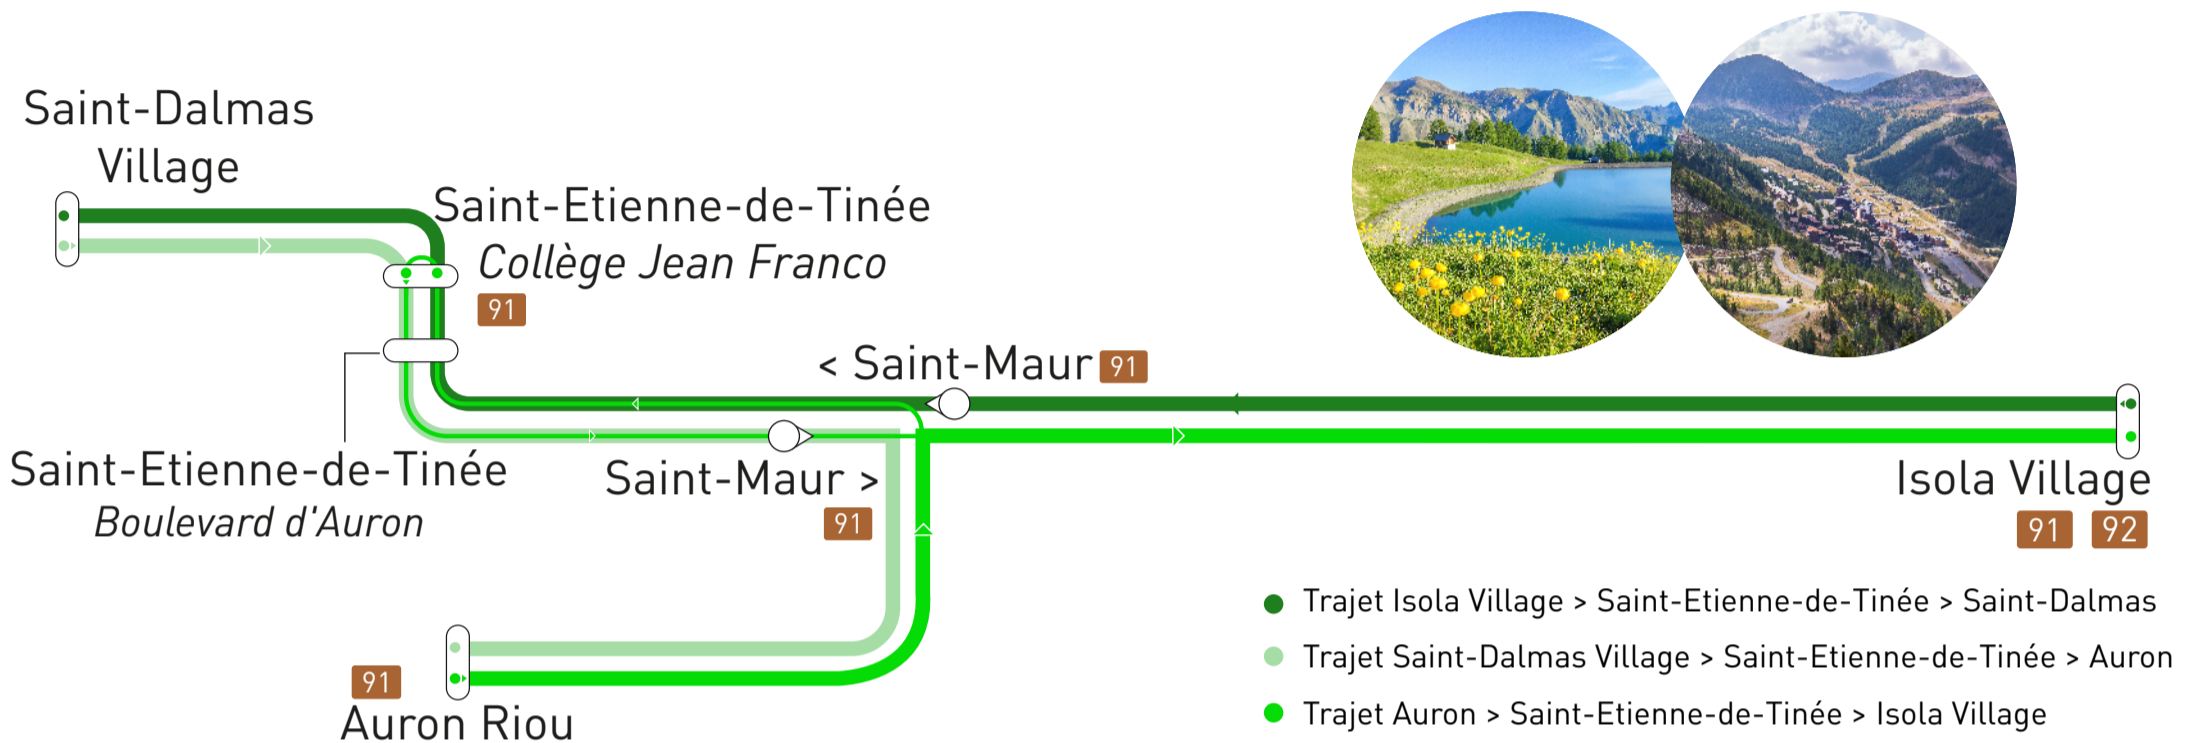 Saint-Dalmas
Village
Saint-Etienne-de-Tinée
Collège Jean Franco
91
< Saint-Maur 91
Saint-Etienne-de-Tinée
Boulevard d'Auron
Saint-Maur >
91
Isola Village
91 92
91
Auron Riou
Trajet Isola Village > Saint-Etienne-de-Tinée > Saint-Dalmas
Trajet Saint-Dalmas Village > Saint-Etienne-de-Tinée > Auron
Trajet Auron > Saint-Etienne-de-Tinée > Isola Village